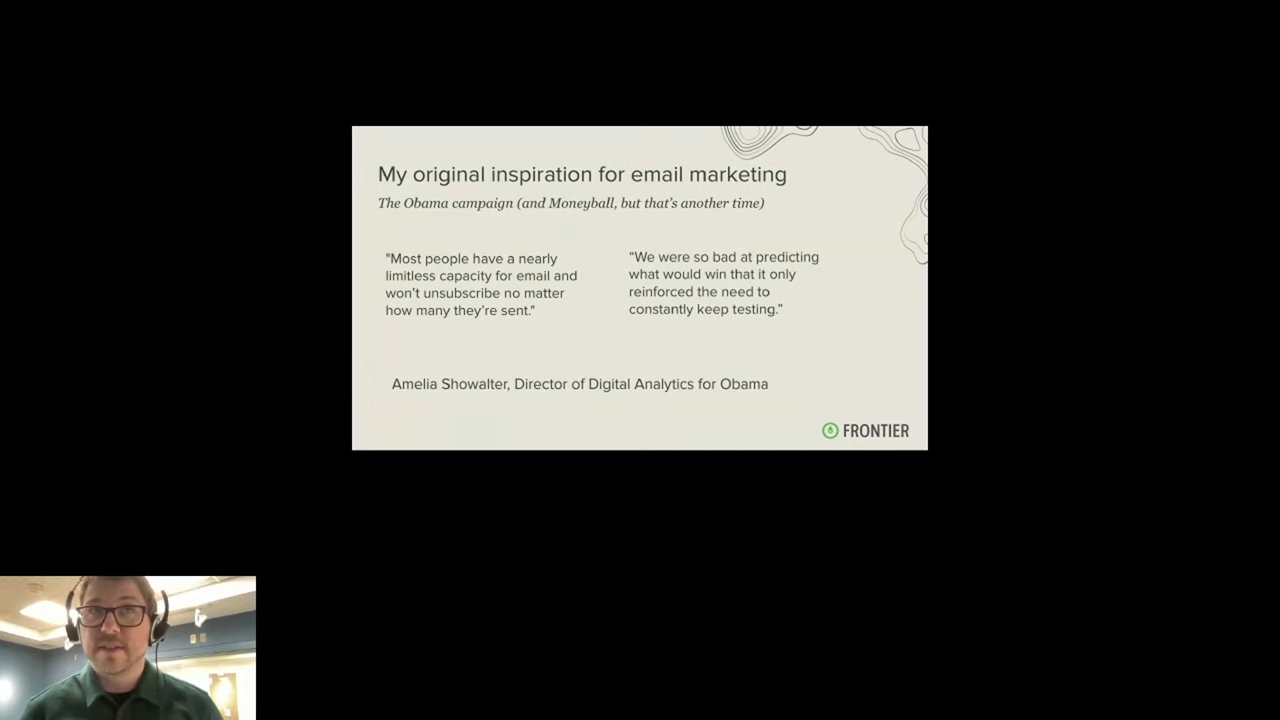 My original inspiration for email marketing
The Obama campaign (and Moneyball, but that's another time)
"Most people have a nearly
limitless capacity for email and
won't unsubscribe no matter
how many they're sent."
“We were so bad at predicting
what would win that it only
reinforced the need to
constantly keep testing.”
Amelia Showalter, Director of Digital Analytics for Obama
FRONTIER